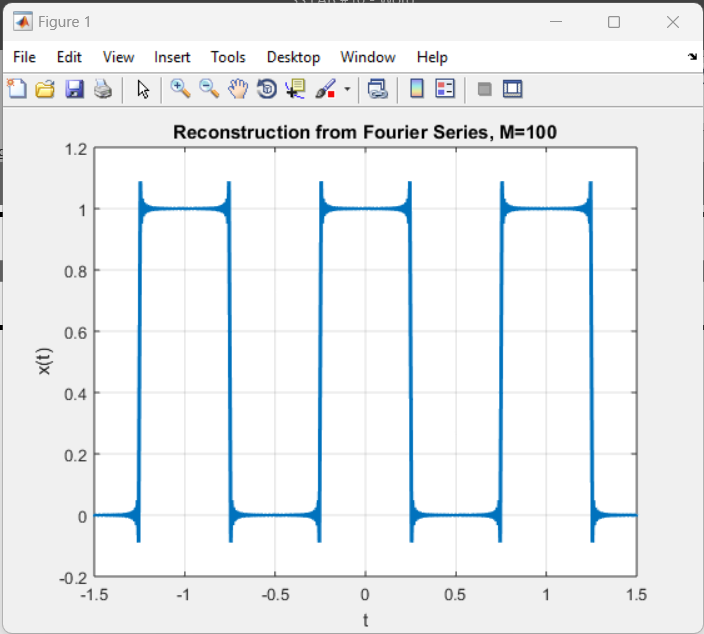 Figure 1
File Edit View Insert Tools Desktop Window Help
Reconstruction from Fourier Series, M=100
1.2
1
0.8
0.6
0.4
0.2
0
-0.2
x(t)
-1.5 -1 -0.5 0 0.5 1 1.5
t